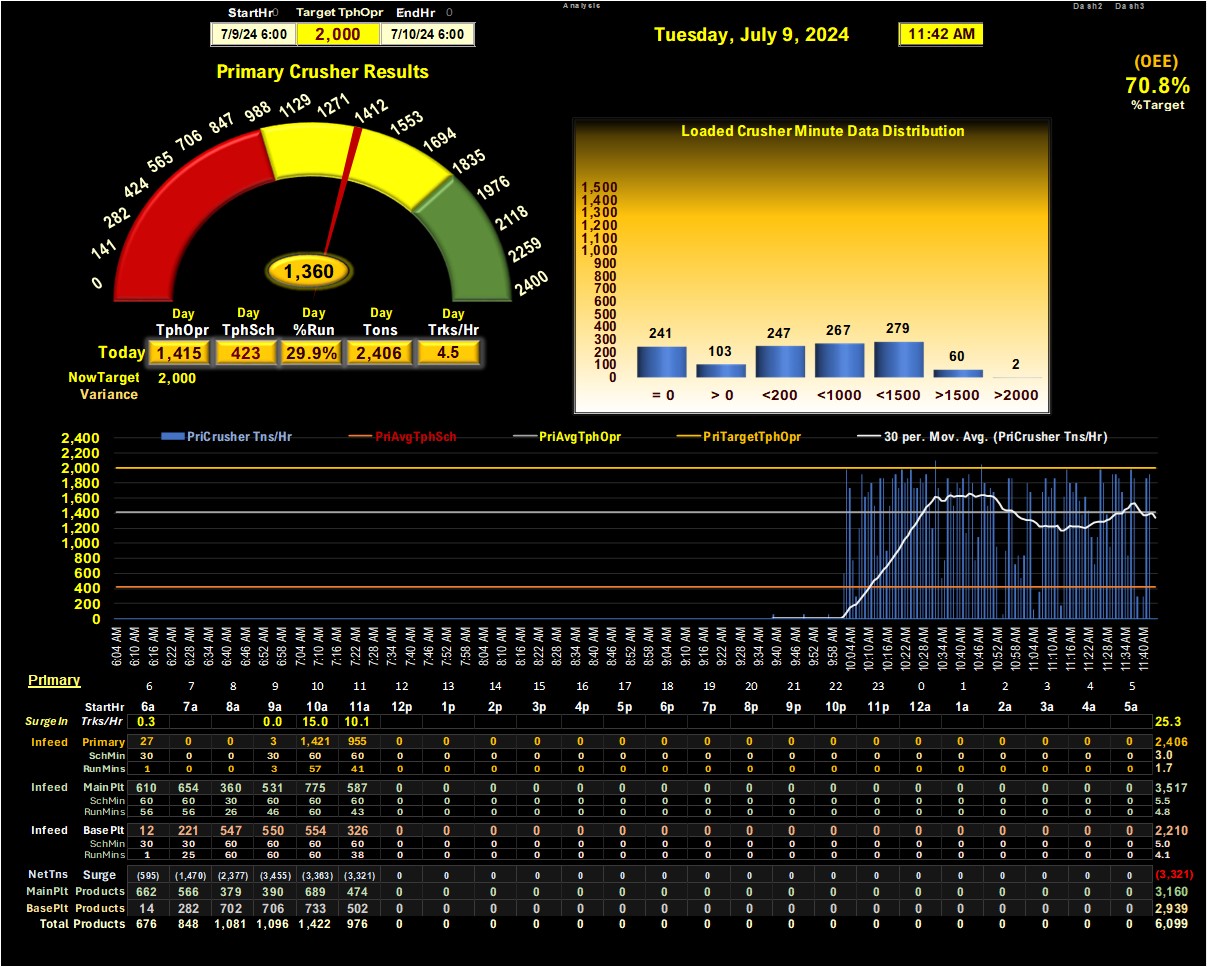 Analysis Dash2 Dash3
StartHr0 Target TphOpr EndHr 0
7/9/24 6:00 2,000 7/10/24 6:00
Tuesday, July 9, 2024 11:42 AM
(OEE)
70.8%
%Target
Primary Crusher Results
0 141 282 424 565 706 847 988 1129 1271 1412 1553 1694 1835 1976 2118 2259 2400
1,360
Day Day Day Day Day
TphOpr TphSch %Run Tons Trks/Hr
Today 1,415 423 29.9% 2,406 4.5
NowTarget 2,000
Variance
Loaded Crusher Minute Data Distribution
1,500
1,400
1,300
1,200
1,100
1,000
900
800
700
600
500
400
300
200
100
0
241 103 247 267 279 60 2
= 0 > 0 <200 <1000 <1500 >1500 >2000
PriCrusher Tns/Hr PriAvgTphSch PriAvgTphOpr PriTargetTphOpr 30 per. Mov. Avg. (PriCrusher Tns/Hr)
2,400
2,200
2,000
1,800
1,600
1,400
1,200
1,000
800
600
400
200
0
6:04 AM 6:10 AM 6:16 AM 6:22 AM 6:28 AM 6:34 AM 6:40 AM 6:46 AM 6:52 AM 6:58 AM 7:04 AM 7:10 AM 7:16 AM 7:22 AM 7:28 AM 7:34 AM 7:40 AM 7:46 AM 7:52 AM 7:58 AM 8:04 AM 8:10 AM 8:16 AM 8:22 AM 8:28 AM 8:34 AM 8:40 AM 8:46 AM 8:52 AM 8:58 AM 9:04 AM 9:10 AM 9:16 AM 9:22 AM 9:28 AM 9:34 AM 9:40 AM 9:46 AM 9:52 AM 9:58 AM 10:04 AM 10:10 AM 10:16 AM 10:22 AM 10:28 AM 10:34 AM 10:40 AM 10:46 AM 10:52 AM 10:58 AM 11:04 AM 11:10 AM 11:16 AM 11:22 AM 11:28 AM 11:34 AM 11:40 AM
Primary
6 7 8 9 10 11 12 13 14 15 16 17 18 19 20 21 22 23 0 1 2 3 4 5
StartHr 6a 7a 8a 9a 10a 11a 12p 1p 2p 3p 4p 5p 6p 7p 8p 9p 10p 11p 12a 1a 2a 3a 4a 5a
SurgeIn Trks/Hr 0.3 0.0 15.0 10.1 25.3
Infeed Primary 27 0 0 3 1,421 955 0 0 0 0 0 0 0 0 0 0 0 0 0 0 0 0 0 0 2,406
SchMin 30 0 0 30 60 60 0 0 0 0 0 0 0 0 0 0 0 0 0 0 0 0 0 0 3.0
RunMins 1 0 0 3 57 41 0 0 0 0 0 0 0 0 0 0 0 0 0 0 0 0 0 0 1.7
Infeed MainPlt 610 654 360 531 775 587 0 0 0 0 0 0 0 0 0 0 0 0 0 0 0 0 0 0 3,517
SchMin 60 60 30 60 60 60 0 0 0 0 0 0 0 0 0 0 0 0 0 0 0 0 0 0 5.5
RunMins 56 56 26 46 60 43 0 0 0 0 0 0 0 0 0 0 0 0 0 0 0 0 0 0 4.8
Infeed BasePlt 12 221 547 550 554 326 0 0 0 0 0 0 0 0 0 0 0 0 0 0 0 0 0 0 2,210
SchMin 30 30 60 60 60 60 0 0 0 0 0 0 0 0 0 0 0 0 0 0 0 0 0 0 5.0
RunMins 1 25 60 60 60 38 0 0 0 0 0 0 0 0 0 0 0 0 0 0 0 0 0 0 4.1
NetTns Surge (595) (1,470) (2,377) (3,455) (3,363) (3,321) 0 0 0 0 0 0 0 0 0 0 0 0 0 0 0 0 0 0 (3,321)
MainPlt Products 662 566 379 390 689 474 0 0 0 0 0 0 0 0 0 0 0 0 0 0 0 0 0 0 3,160
BasePlt Products 14 282 702 706 733 502 0 0 0 0 0 0 0 0 0 0 0 0 0 0 0 0 0 0 2,939
Total Products 676 848 1,081 1,096 1,422 976 0 0 0 0 0 0 0 0 0 0 0 0 0 0 0 0 0 0 6,099